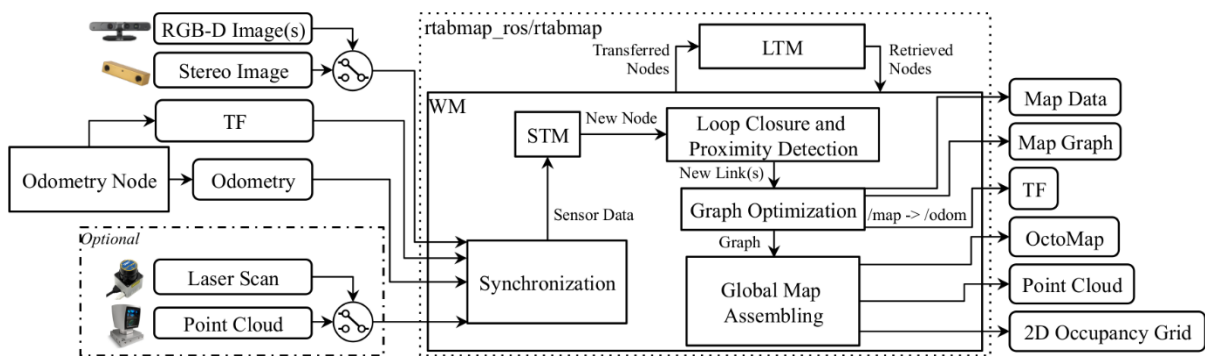 RGB-D Image(s)
Stereo Image
TF
Odometry Node
Odometry
Optional
Laser Scan
Point Cloud
rtabmap_ros/rtabmap
Transferred
Nodes
LTM
Retrieved
Nodes
WM
STM
New Node
Loop Closure and
Proximity Detection
New Link(s)
Graph Optimization
/map -> /odom
Sensor Data
Graph
Synchronization
Global Map
Assembling
Map Data
Map Graph
TF
OctoMap
Point Cloud
2D Occupancy Grid